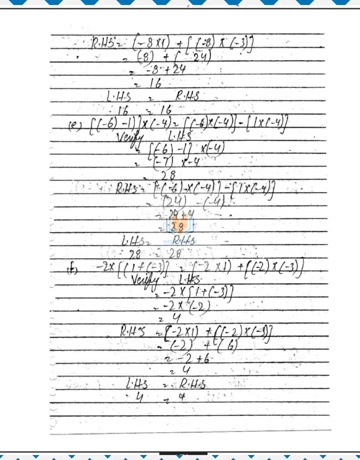 R.H.S = [-8×1] + [(-8) × (-3)]
= (-8) + [ 24)
= -8 + 24
= 16
L.H.S = R.H.S
16 = 16
(e) [(-6) -1)] × (-4) = [(-6) × (-4)] - [1 × (-4)]
Verify L.H.S
= [(-6) -1] × (-4)
= (-7) × -4
= 28
R.H.S = [(-6) × (-4)] - [1 × (-4)]
= (24) - (-4)
= 24+4
= 28
L.H.S = R.H.S
28 = 28
(f) -2×[(1+(-3)] = (-2 × 1) + [(-2) × (-3)]
Verify L.H.S
= -2 × [1 + (-3)]
= -2 × (-2)
= 4
R.H.S = [-2×1) + [(-2) × (-3)]
= (-2) + (6)
= -2 + 6
= 4
L.H.S = R.H.S
4 = 4